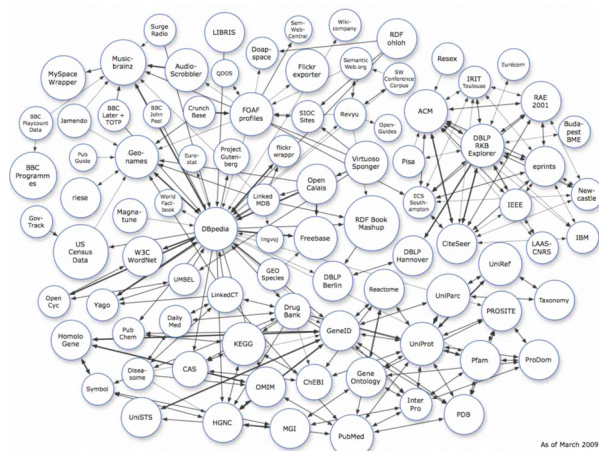 Surge
Radio
LIBRIS
Sem-
Web-
Central
Wiki-
company
RDF
ohloh
Music-
brainz
Audio-
Scrobbler
Doap-
space
Flickr
exporter
Semantic
Web.org
Resex
Eurécom
MySpace
Wrapper
QDOS
SW
Conference
Corpus
IRIT
Toulouse
RAE
2001
BBC
Playcount
Data
Jamendo
BBC
Later +
TOTP
BBC
John
Peel
Crunch
Base
FOAF
profiles
SIOC
Sites
Revyu
Open-
Guides
ACM
DBLP
RKB
Explorer
Buda-
pest
BME
BBC
Programm
es
Pub
Guide
Geo-
names
Euro-
stat
Project
Guten-
berg
flickr
wrappr
Virtuoso
Sponger
Pisa
eprints
riese
World
Fact-
book
Linked
MDB
Open
Calais
ECS
South-
ampton
New-
castle
Gov-
Track
Magna-
tune
DBpedia
RDF Book
Mashup
IEEE
US
Census
Data
W3C
WordNet
lingvoj
Freebase
DBLP
Hannover
CiteSeer
LAAS-
CNRS
IBM
Open
Cyc
Yago
UMBEL
GEO
Species
DBLP
Berlin
Reactome
UniParc
UniRef
Taxonomy
LinkedCT
Drug
Bank
PROSITE
Homolo
Gene
Pub
Chem
Daily
Med
KEGG
GeneID
UniProt
Pfam
ProDom
Symbol
Disea-
some
CAS
OMIM
ChEBI
Gene
Ontology
Inter
Pro
PDB
UniSTS
HGNC
MGI
PubMed
As of March 2009